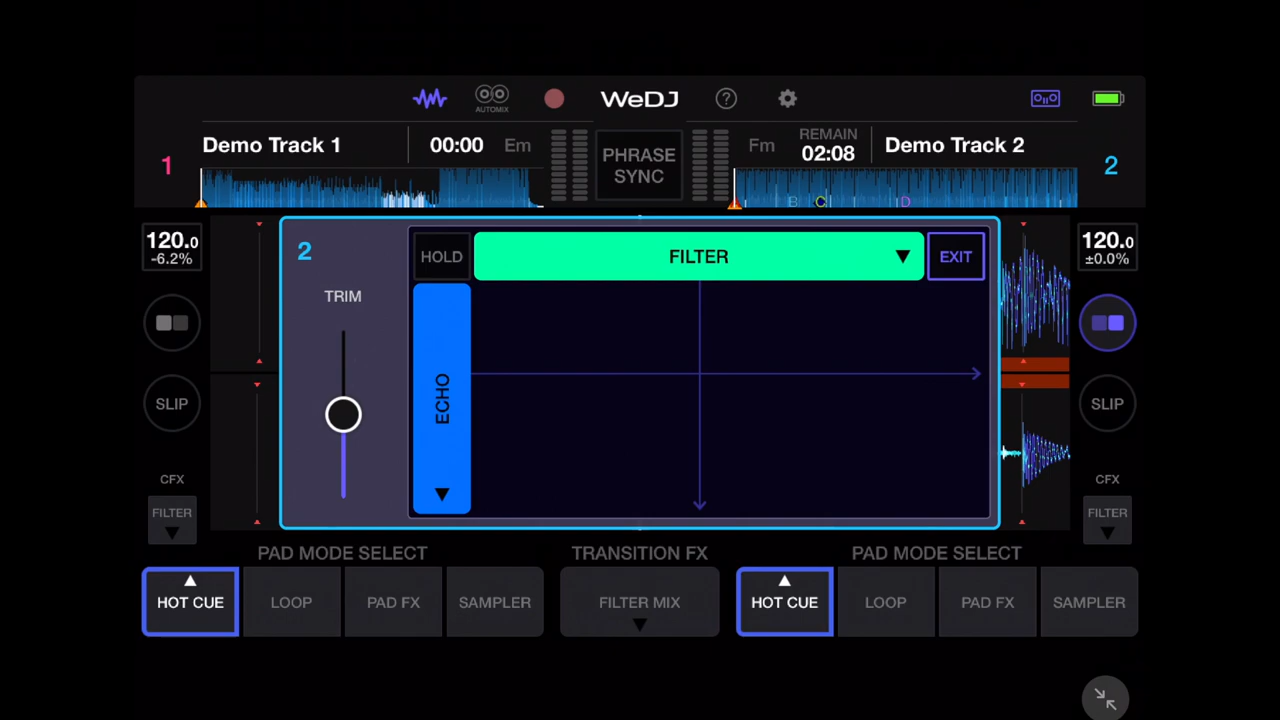 AUTOMIX
WeDJ
?
1
Demo Track 1
00:00
Em
PHRASE
SYNC
Fm
REMAIN
02:08
Demo Track 2
2
B
C
D
120.0
-6.2%
2
HOLD
FILTER
EXIT
120.0
±0.0%
TRIM
ECHO
SLIP
SLIP
CFX
FILTER
CFX
FILTER
PAD MODE SELECT
TRANSITION FX
PAD MODE SELECT
HOT CUE
LOOP
PAD FX
SAMPLER
FILTER MIX
HOT CUE
LOOP
PAD FX
SAMPLER